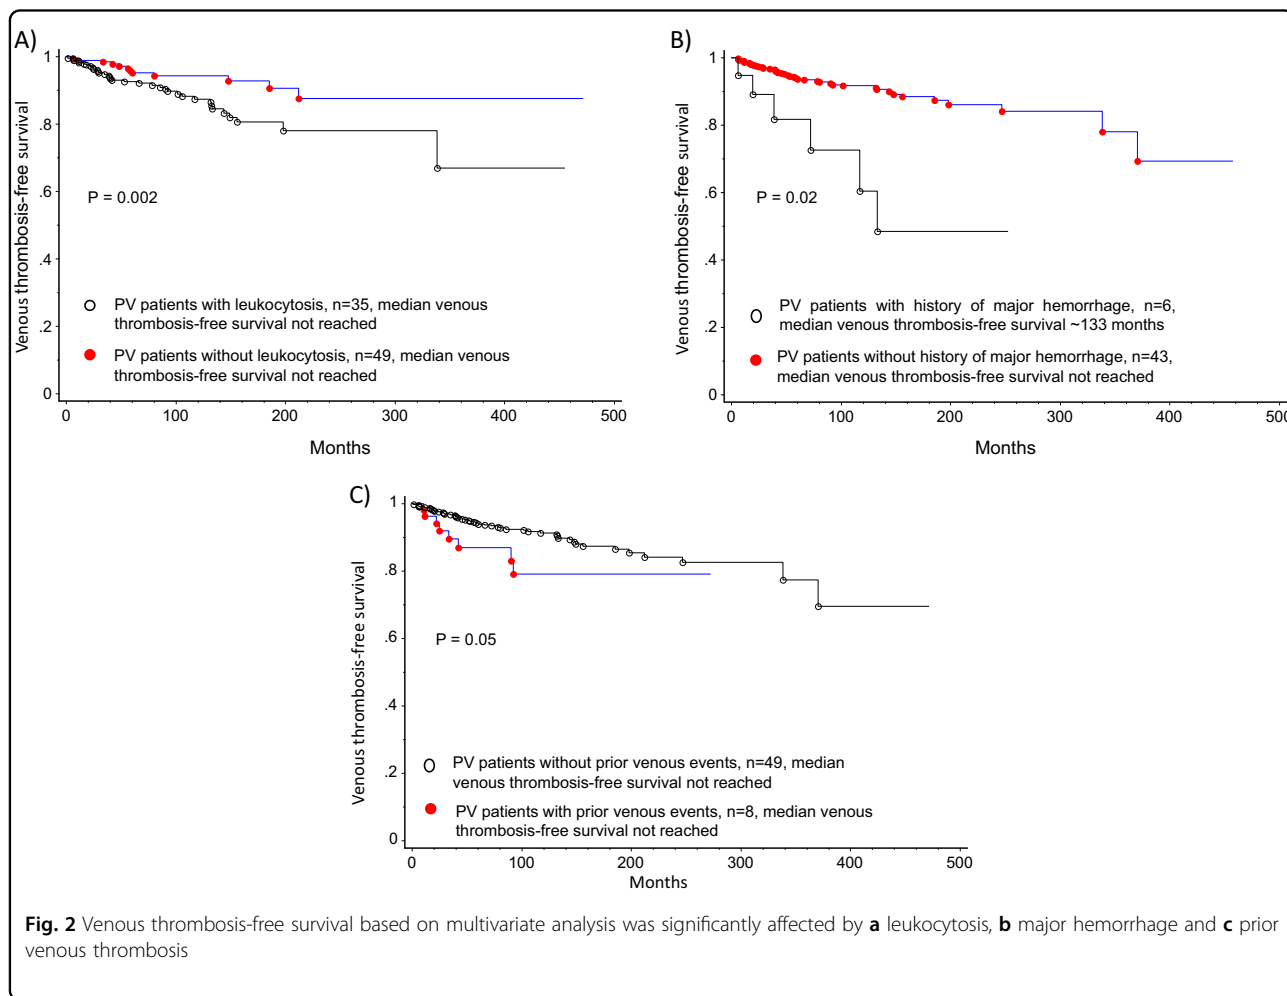 A)
Venous thrombosis-free survival
1
.8
.6
.4
.2
0
P = 0.002
PV patients with leukocytosis, n=35, median venous
thrombosis-free survival not reached
PV patients without leukocytosis, n=49, median venous
thrombosis-free survival not reached
0 100 200 300 400 500
Months
B)
Venous thrombosis-free survival
1
.8
.6
.4
.2
0
P = 0.02
PV patients with history of major hemorrhage, n=6,
median venous thrombosis-free survival ~133 months
PV patients without history of major hemorrhage, n=43,
median venous thrombosis-free survival not reached
0 100 200 300 400 500
Months
C)
Venous thrombosis-free survival
1
.8
.6
.4
.2
0
P = 0.05
PV patients without prior venous events, n=49, median
venous thrombosis-free survival not reached
PV patients with prior venous events, n=8, median venous
thrombosis-free survival not reached
0 100 200 300 400 500
Months
Fig. 2 Venous thrombosis-free survival based on multivariate analysis was significantly affected by a leukocytosis, b major hemorrhage and c prior
venous thrombosis